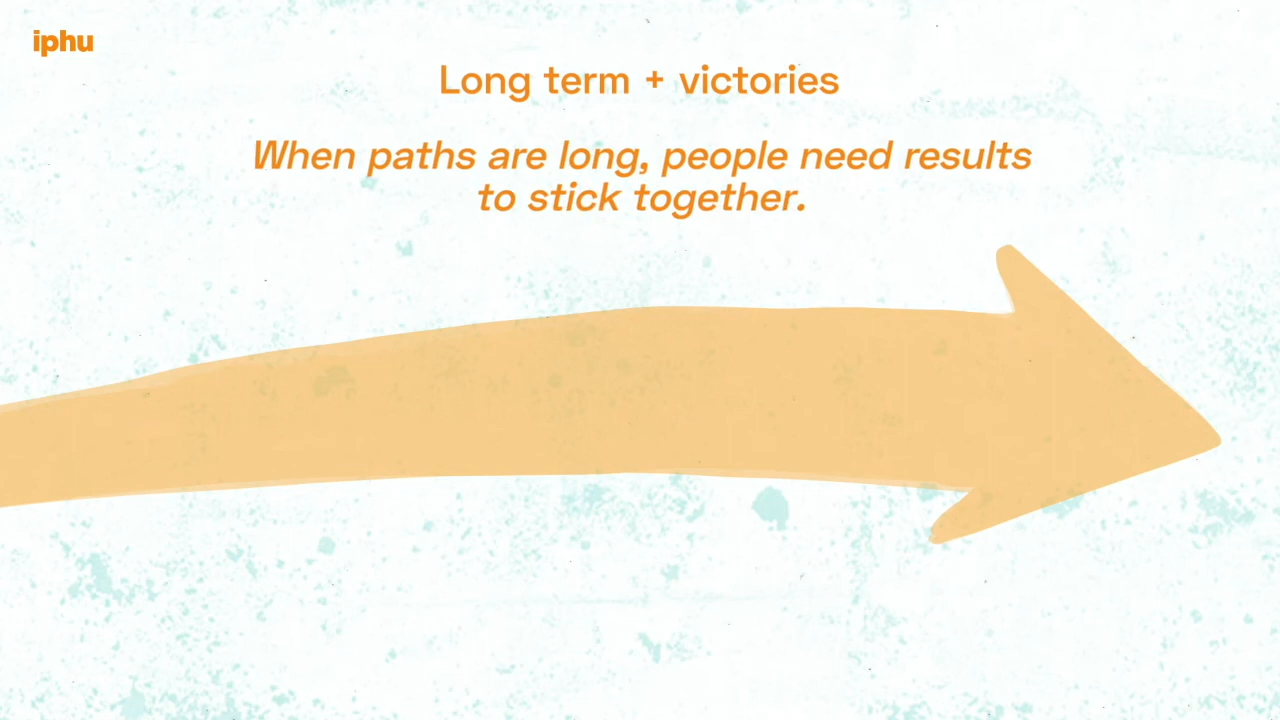 iphu
Long term + victories
When paths are long, people need results
to stick together.